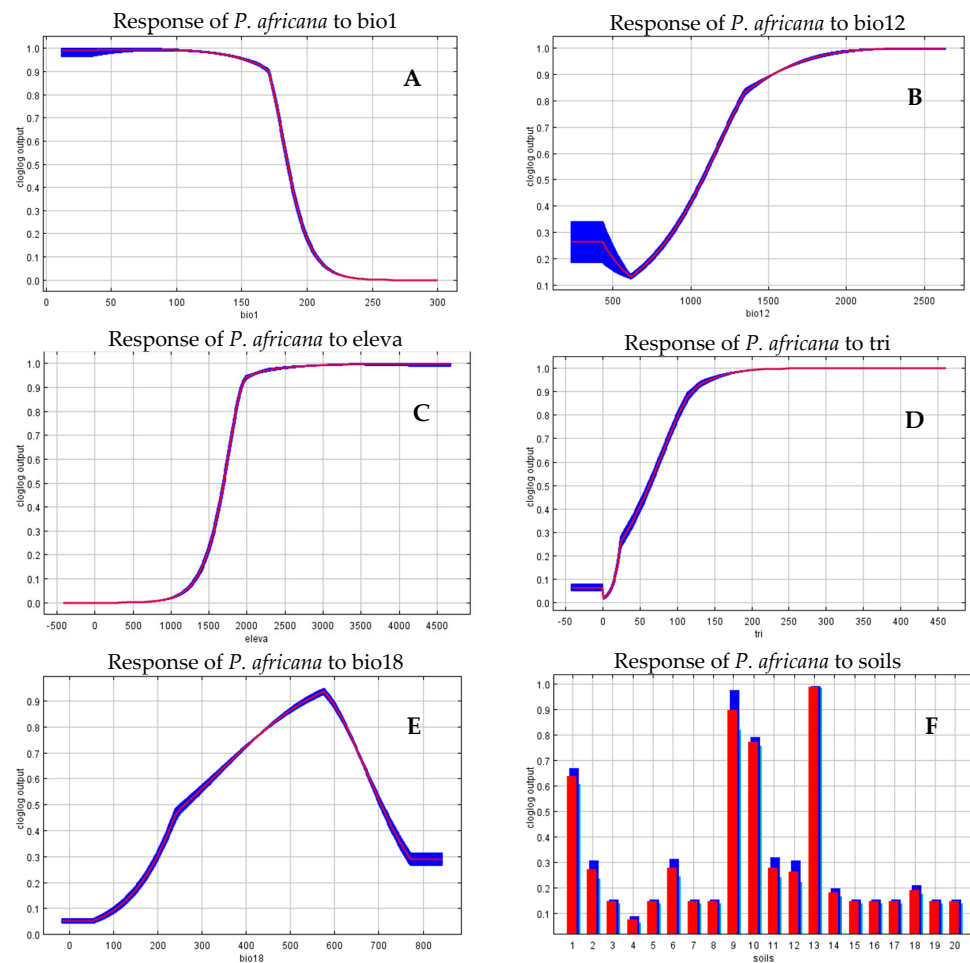 Response of P. africana to bio1
A
cloglog output
1.0
0.9
0.8
0.7
0.6
0.5
0.4
0.3
0.2
0.1
0.0
0 50 100 150 200 250 300
bio1
Response of P. africana to bio12
B
cloglog output
1.0
0.9
0.8
0.7
0.6
0.5
0.4
0.3
0.2
0.1
500 1000 1500 2000 2500
bio12
Response of P. africana to eleva
C
cloglog output
1.0
0.9
0.8
0.7
0.6
0.5
0.4
0.3
0.2
0.1
0.0
-500 0 500 1000 1500 2000 2500 3000 3500 4000 4500
eleva
Response of P. africana to tri
D
cloglog output
1.0
0.9
0.8
0.7
0.6
0.5
0.4
0.3
0.2
0.1
0.0
-50 0 50 100 150 200 250 300 350 400 450
tri
Response of P. africana to bio18
E
cloglog output
0.9
0.8
0.7
0.6
0.5
0.4
0.3
0.2
0.1
0 100 200 300 400 500 600 700 800
bio18
Response of P. africana to soils
F
cloglog output
1.0
0.9
0.8
0.7
0.6
0.5
0.4
0.3
0.2
0.1
1 2 3 4 5 6 7 8 9 10 11 12 13 14 15 16 17 18 19 20
soils